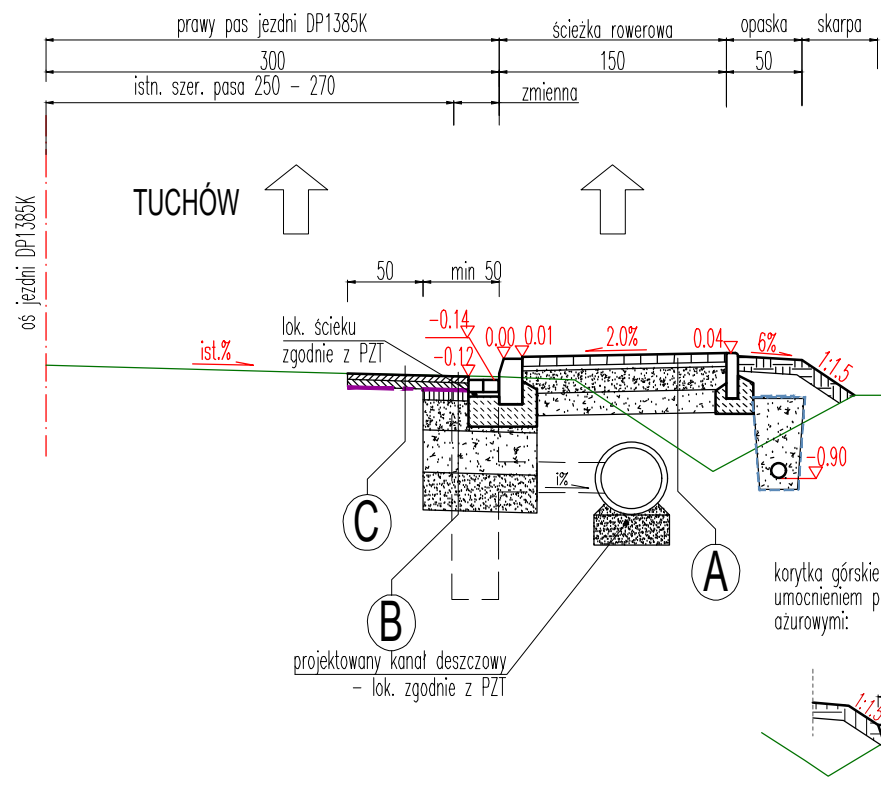 prawy pas jezdni DP1385K
ścieżka rowerowa
opaska
skarpa
300
150
50
istn. szer. pasa 250 – 270
zmienna
oś jezdni DP1385K
TUCHÓW
50
min 50
lok. ścieku
zgodnie z PZT
-0.14
-0.12
0.00
0.01
2.0%
0.04
6%
1:1.5
ist.%
i%
-0.90
C
B
A
projektowany kanał deszczowy
– lok. zgodnie z PZT
korytka górskie
umocnieniem p
ażurowymi:
1:1.5